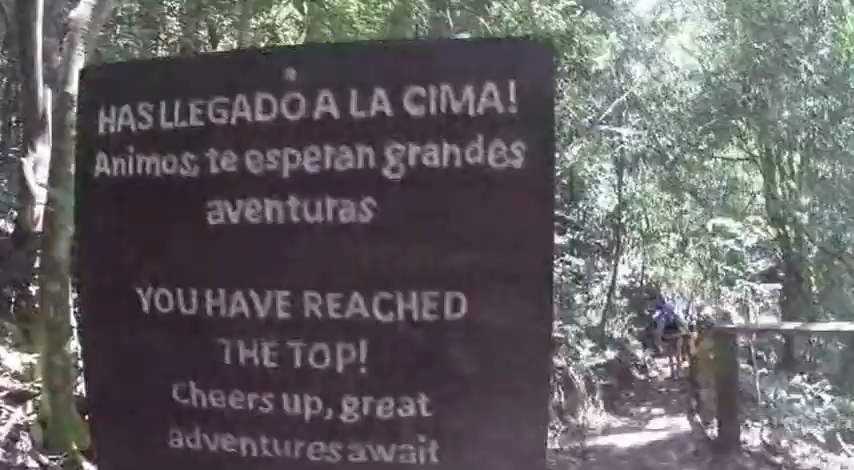 HAS LLEGADO A LA CIMA!
Animos, te esperan grandes
aventuras
YOU HAVE REACHED
THE TOP!
Cheers up, great
adventures await